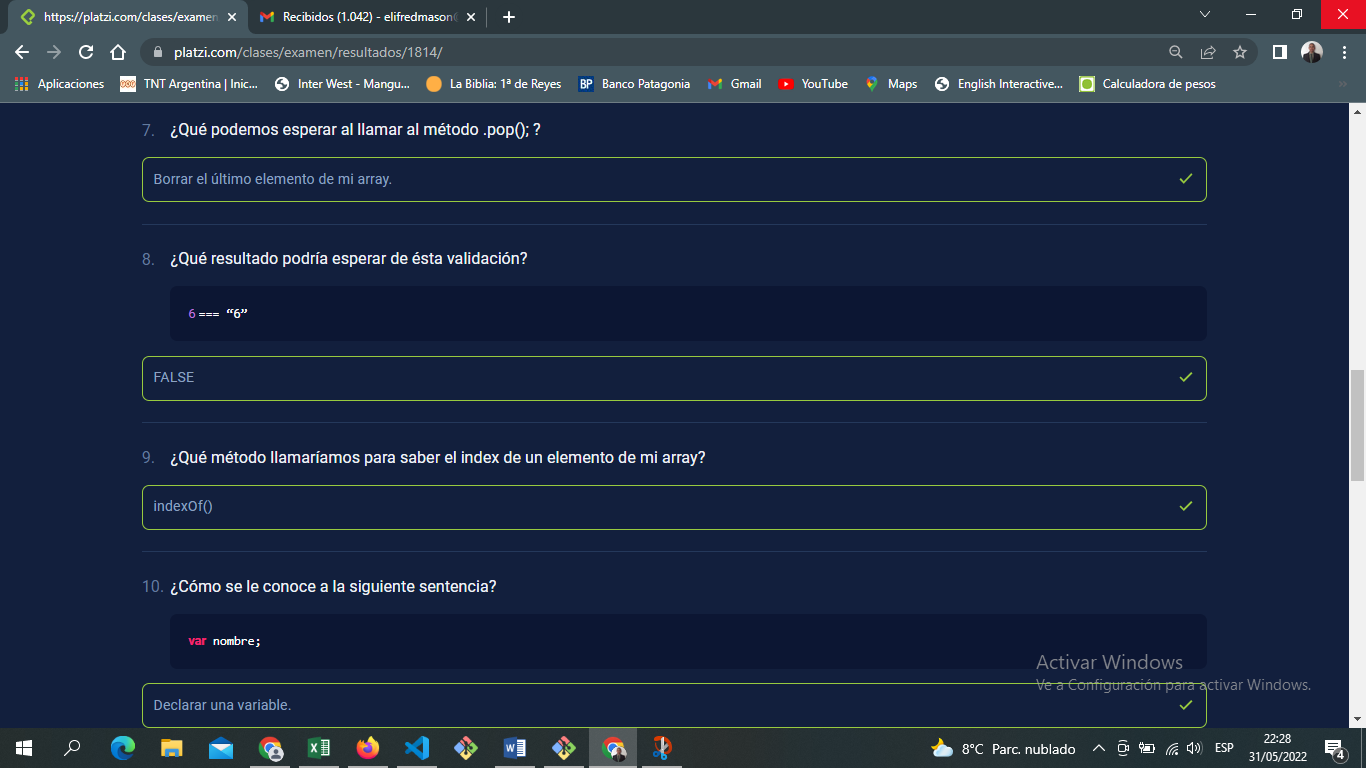 https://platzi.com/clases/examen
Recibidos (1.042) - elifredmason
platzi.com/clases/examen/resultados/1814/
Aplicaciones
TNT Argentina | Inic...
Inter West - Mangu...
La Biblia: 1ª de Reyes
BP Banco Patagonia
Gmail
YouTube
Maps
English Interactive...
Calculadora de pesos
7. ¿Qué podemos esperar al llamar al método .pop(); ?
Borrar el último elemento de mi array.
8. ¿Qué resultado podría esperar de ésta validación?
6 === “6”
FALSE
9. ¿Qué método llamaríamos para saber el index de un elemento de mi array?
indexOf()
10. ¿Cómo se le conoce a la siguiente sentencia?
var nombre;
Declarar una variable.
Activar Windows
Ve a Configuración para activar Windows.
8°C Parc. nublado
ESP
22:28
31/05/2022
4